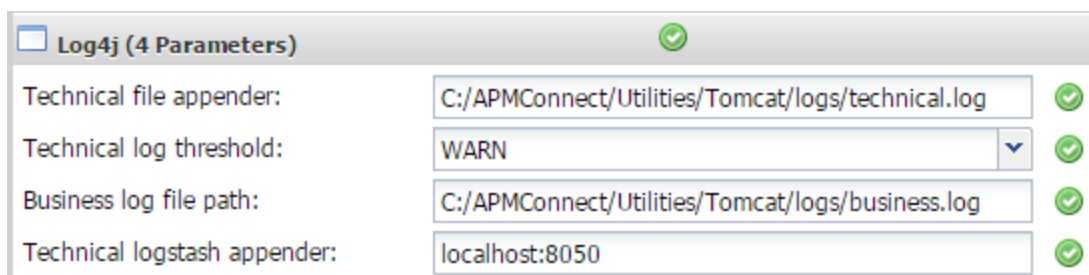 Log4j (4 Parameters)
Technical file appender: C:/APMConnect/Utilities/Tomcat/logs/technical.log
Technical log threshold: WARN
Business log file path: C:/APMConnect/Utilities/Tomcat/logs/business.log
Technical logstash appender: localhost:8050